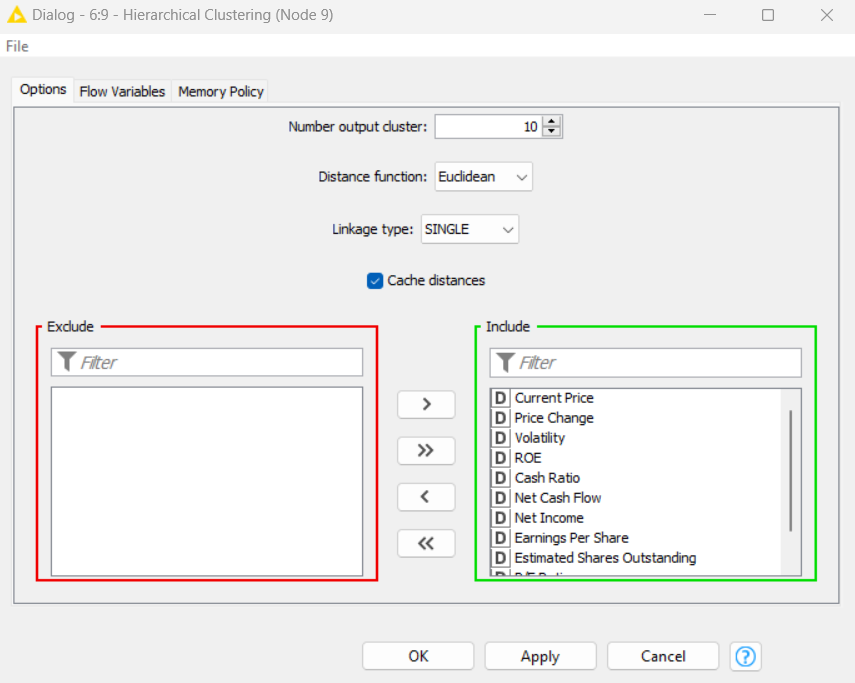 Dialog - 6:9 - Hierarchical Clustering (Node 9)
File
Options Flow Variables Memory Policy
Number output cluster: 10
Distance function: Euclidean
Linkage type: SINGLE
Cache distances
Exclude
Filter
>
>>
<
<<
Include
Filter
D Current Price
D Price Change
D Volatility
D ROE
D Cash Ratio
D Net Cash Flow
D Net Income
D Earnings Per Share
D Estimated Shares Outstanding
OK Apply Cancel ?